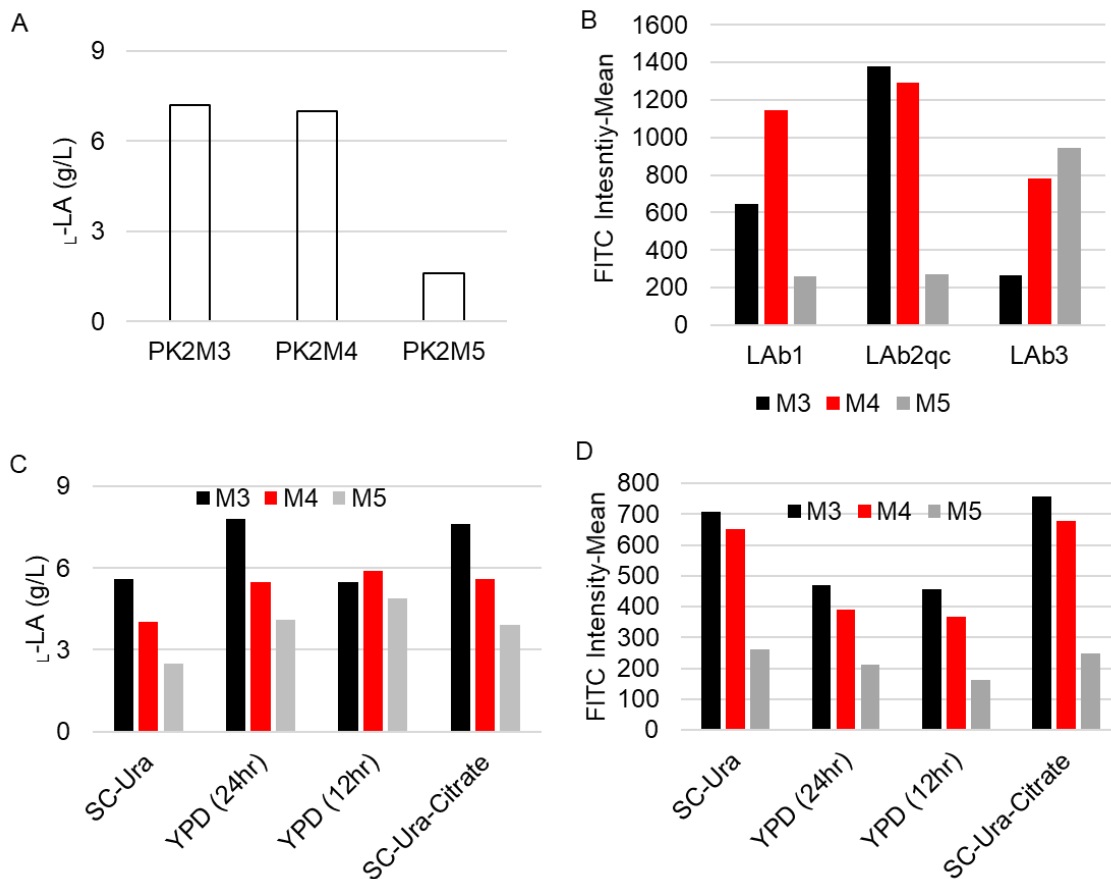 A
L-LA (g/L)
9
6
3
0
PK2M3 PK2M4 PK2M5
B
FITC Intesntiy-Mean
1600
1400
1200
1000
800
600
400
200
0
LAb1 LAb2qc LAb3
M3 M4 M5
C
L-LA (g/L)
9
6
3
0
M3 M4 M5
SC-Ura YPD (24hr) YPD (12hr) SC-Ura-Citrate
D
FITC Intensity-Mean
800
700
600
500
400
300
200
100
0
M3 M4 M5
SC-Ura YPD (24hr) YPD (12hr) SC-Ura-Citrate